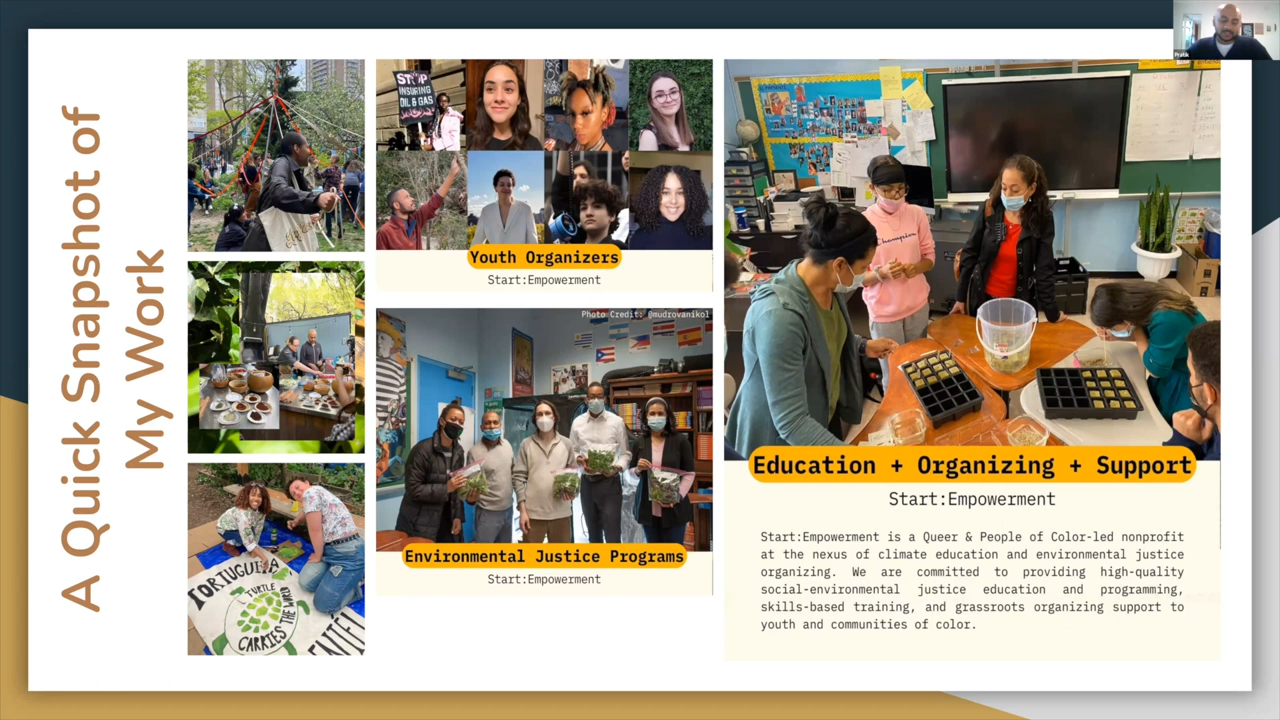 A Quick Snapshot of
My Work
STOP
INSURING
OIL & GAS
Youth Organizers
Start:Empowerment
Photo Credit: @mudrovanikol
Environmental Justice Programs
Start:Empowerment
TORTUGUITA
TURTLE
CARRIES THE
Champion
Education + Organizing + Support
Start:Empowerment
Start:Empowerment is a Queer & People of Color-led nonprofit
at the nexus of climate education and environmental justice
organizing. We are committed to providing high-quality
social-environmental justice education and programming,
skills-based training, and grassroots organizing support to
youth and communities of color.
Pratik